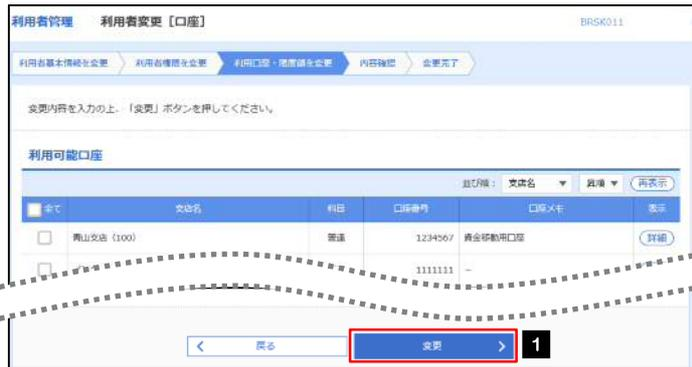 利用者管理 利用者変更［口座］ BRSK011
利用者基本情報を変更 利用者権限を変更 利用口座・限度額を変更 内容確認 変更完了
変更内容を入力の上、「変更」ボタンを押してください。
利用可能口座
並び順： 支店名 ▼ 昇順 ▼ 再表示
全て 支店名 科目 口座番号 口座メモ 表示
青山支店（100） 普通 1234567 資金移動用口座 詳細
1111111 －
＜ 戻る 変更 ＞ 1